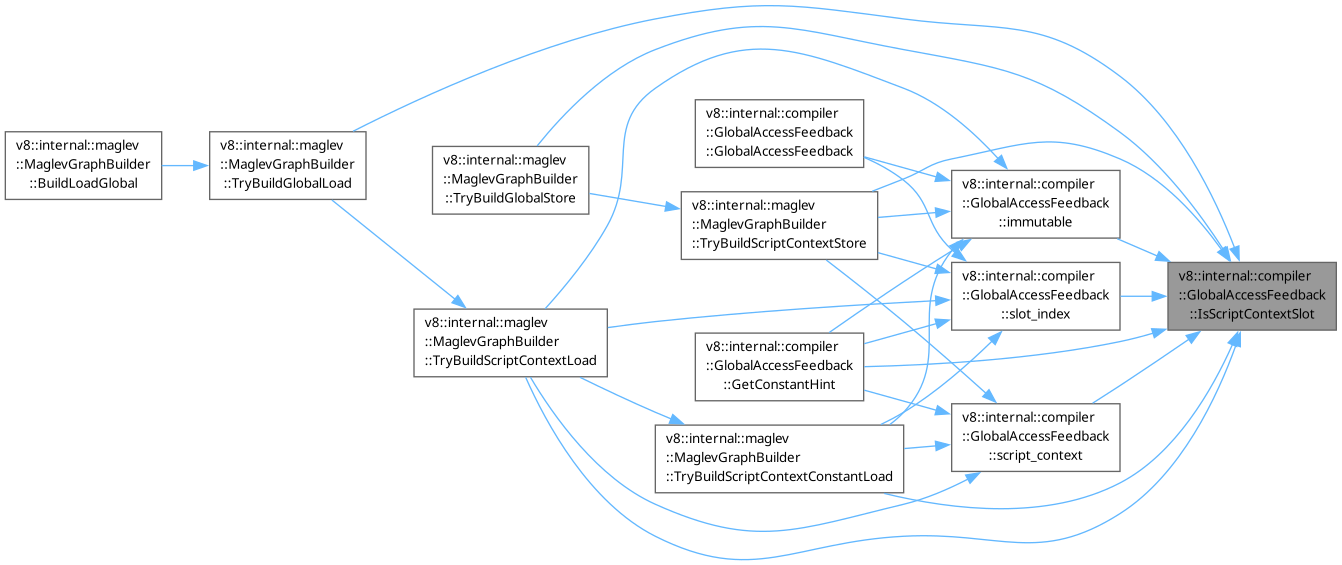 v8::internal::maglev
::MaglevGraphBuilder
::BuildLoadGlobal
v8::internal::maglev
::MaglevGraphBuilder
::TryBuildGlobalLoad
v8::internal::maglev
::MaglevGraphBuilder
::TryBuildGlobalStore
v8::internal::maglev
::MaglevGraphBuilder
::TryBuildScriptContextLoad
v8::internal::compiler
::GlobalAccessFeedback
::GlobalAccessFeedback
v8::internal::maglev
::MaglevGraphBuilder
::TryBuildScriptContextStore
v8::internal::compiler
::GlobalAccessFeedback
::GetConstantHint
v8::internal::maglev
::MaglevGraphBuilder
::TryBuildScriptContextConstantLoad
v8::internal::compiler
::GlobalAccessFeedback
::immutable
v8::internal::compiler
::GlobalAccessFeedback
::slot_index
v8::internal::compiler
::GlobalAccessFeedback
::script_context
v8::internal::compiler
::GlobalAccessFeedback
::IsScriptContextSlot